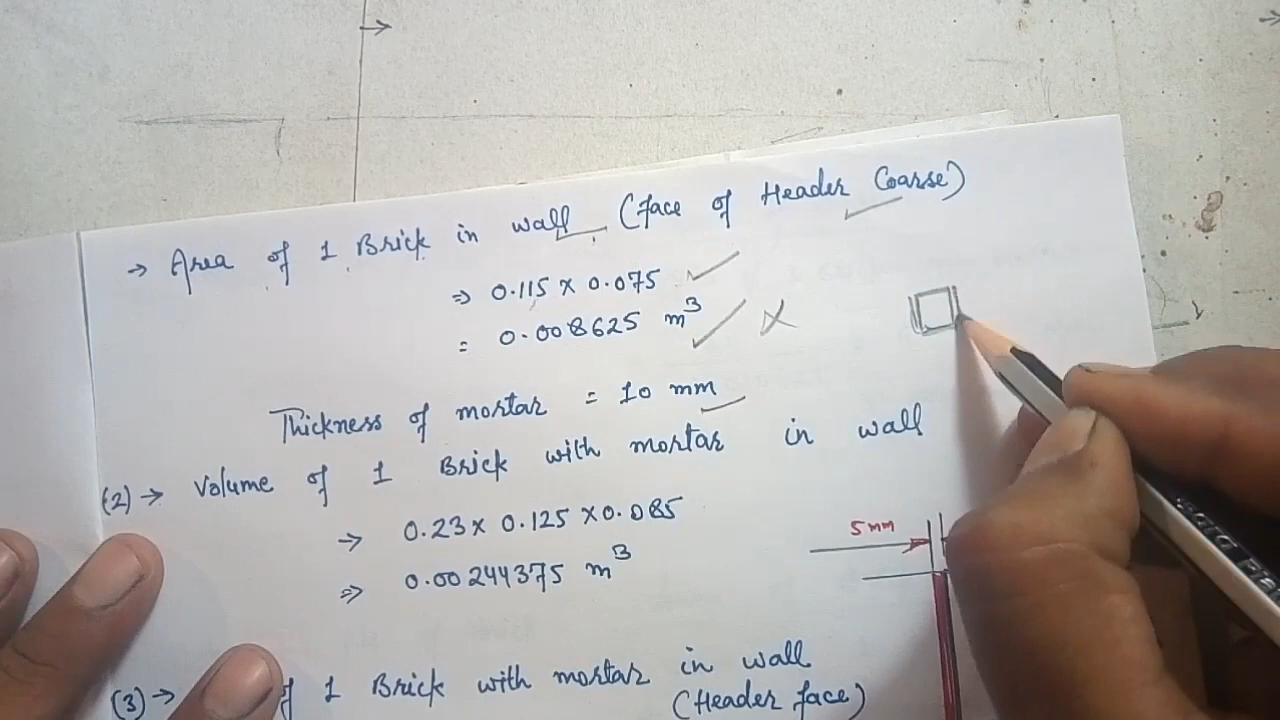 → Area of 1 Brick in wall (face of Header Coarse)
⇒ 0.115 x 0.075
= 0.008625 m³
Thickness of mortar = 10 mm
(2) → Volume of 1 Brick with mortar in wall
⇒ 0.23 x 0.125 x 0.085
⇒ 0.00244375 m³
5mm
(3) → of 1 Brick with mortar in wall
(Header face)